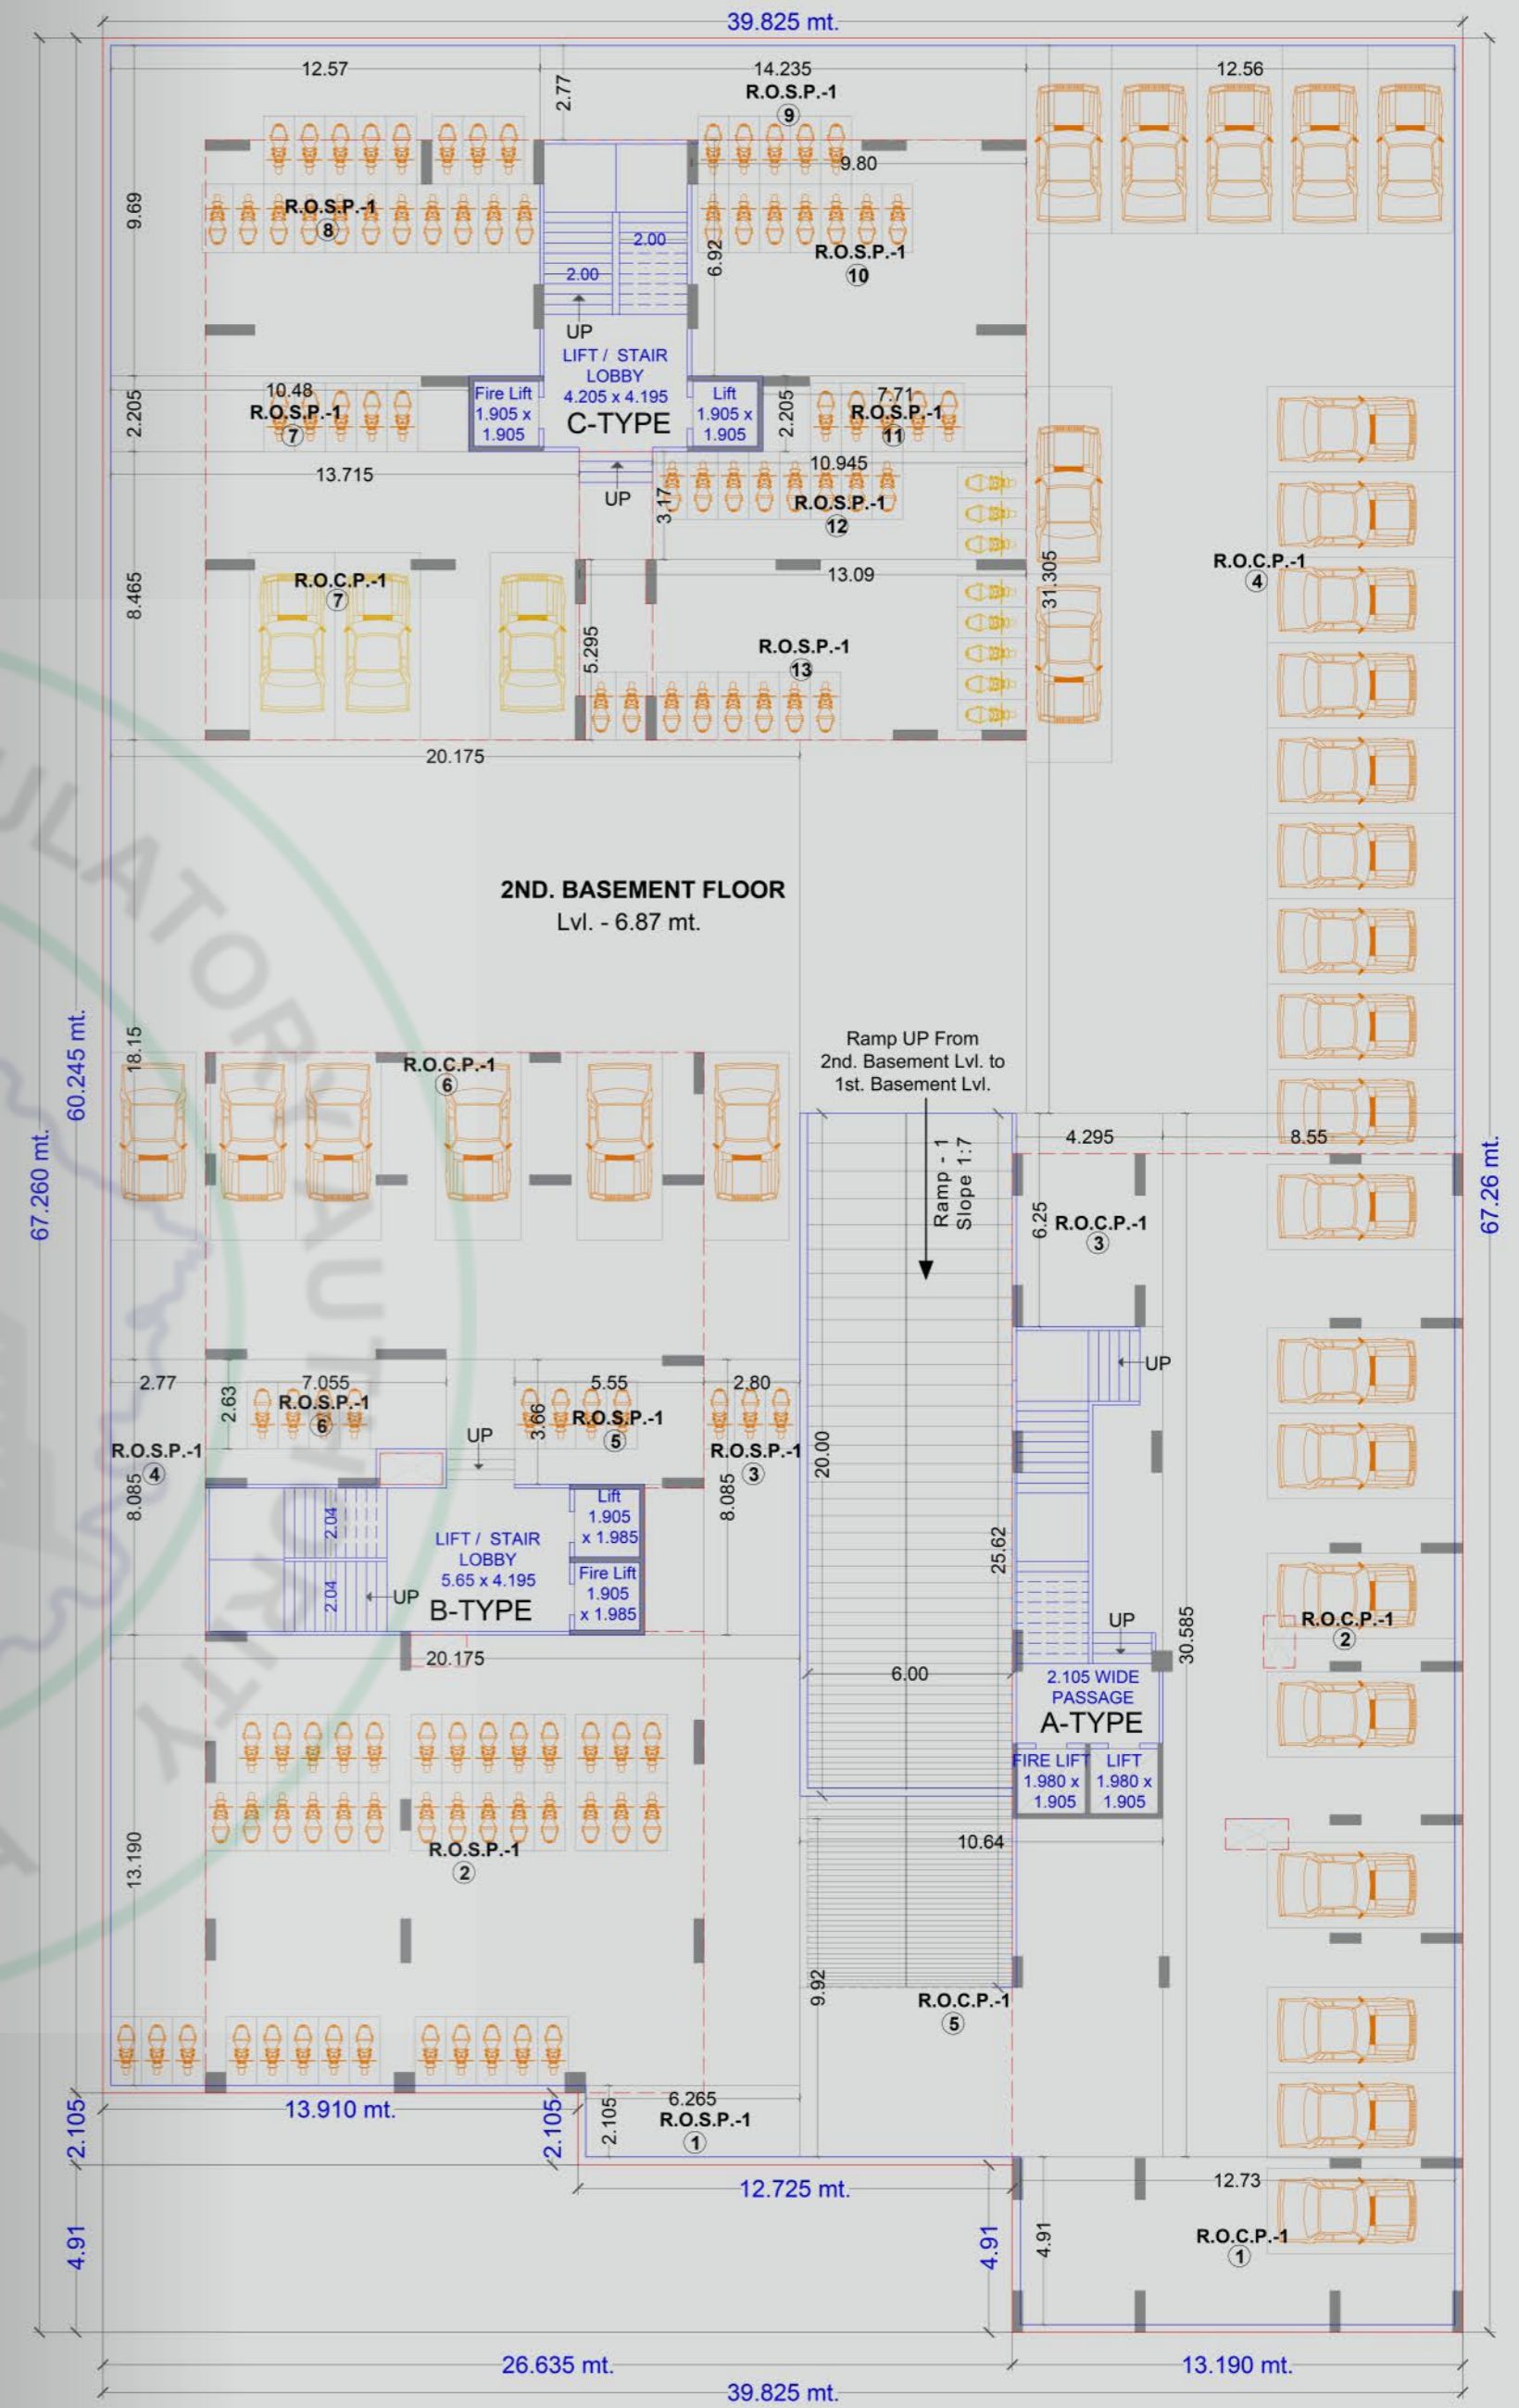 39.825 mt.
12.57
14.235
12.56
2.77
R.O.S.P.-1
9
9.80
9.69
R.O.S.P.-1
8
2.00
2.00
6.92
R.O.S.P.-1
10
UP
LIFT / STAIR
LOBBY
4.205 x 4.195
C-TYPE
Fire Lift
1.905 x
1.905
Lift
1.905 x
1.905
2.205
10.48
R.O.S.P.-1
7
2.205
7.71
R.O.S.P.-1
11
13.715
UP
3.17
10.945
R.O.S.P.-1
12
R.O.C.P.-1
4
31.305
8.465
R.O.C.P.-1
7
13.09
5.295
R.O.S.P.-1
13
20.175
2ND. BASEMENT FLOOR
Lvl. - 6.87 mt.
67.260 mt.
60.245 mt.
18.15
R.O.C.P.-1
6
Ramp UP From
2nd. Basement Lvl. to
1st. Basement Lvl.
Ramp - 1
Slope 1:7
4.295
8.55
67.26 mt.
6.25
R.O.C.P.-1
3
UP
2.77
2.63
7.055
R.O.S.P.-1
6
UP
3.66
5.55
R.O.S.P.-1
5
2.80
R.O.S.P.-1
3
R.O.S.P.-1
4
8.085
8.085
20.00
25.62
2.04
2.04
UP
LIFT / STAIR
LOBBY
5.65 x 4.195
B-TYPE
Lift
1.905
x 1.985
Fire Lift
1.905
x 1.985
20.175
6.00
UP
30.585
R.O.C.P.-1
2
2.105 WIDE
PASSAGE
A-TYPE
FIRE LIFT
1.980 x
1.905
LIFT
1.980 x
1.905
13.190
R.O.S.P.-1
2
10.64
9.92
R.O.C.P.-1
5
2.105
13.910 mt.
2.105
2.105
6.265
R.O.S.P.-1
1
12.725 mt.
12.73
4.91
4.91
4.91
R.O.C.P.-1
1
26.635 mt.
13.190 mt.
39.825 mt.
ULATORY AUTHORITY